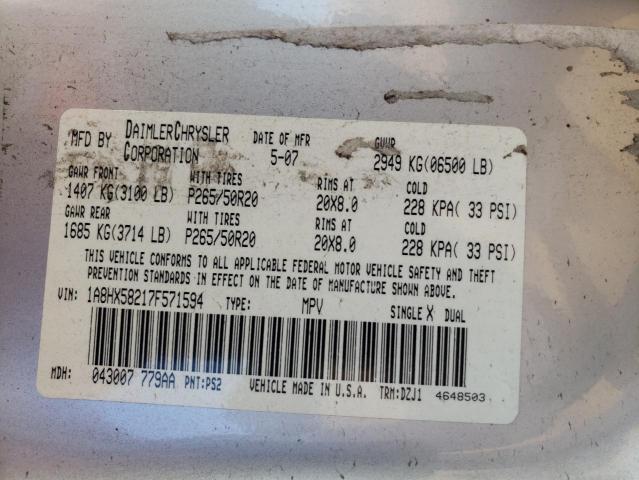 MFD BY DAIMLERCHRYSLER CORPORATION DATE OF MFR 5-07 GVWR 2949 KG(06500 LB)
GAWR FRONT WITH TIRES RIMS AT COLD
1407 KG(3100 LB) P265/50R20 20X8.0 228 KPA( 33 PSI)
GAWR REAR WITH TIRES RIMS AT COLD
1685 KG(3714 LB) P265/50R20 20X8.0 228 KPA( 33 PSI)
THIS VEHICLE CONFORMS TO ALL APPLICABLE FEDERAL MOTOR VEHICLE SAFETY AND THEFT
PREVENTION STANDARDS IN EFFECT ON THE DATE OF MANUFACTURE SHOWN ABOVE.
VIN: 1A8HX58217F571594 TYPE: MPV SINGLE X DUAL
MDH: 043007 779AA PNT:PS2 VEHICLE MADE IN U.S.A. TRM:DZJ1 4648503